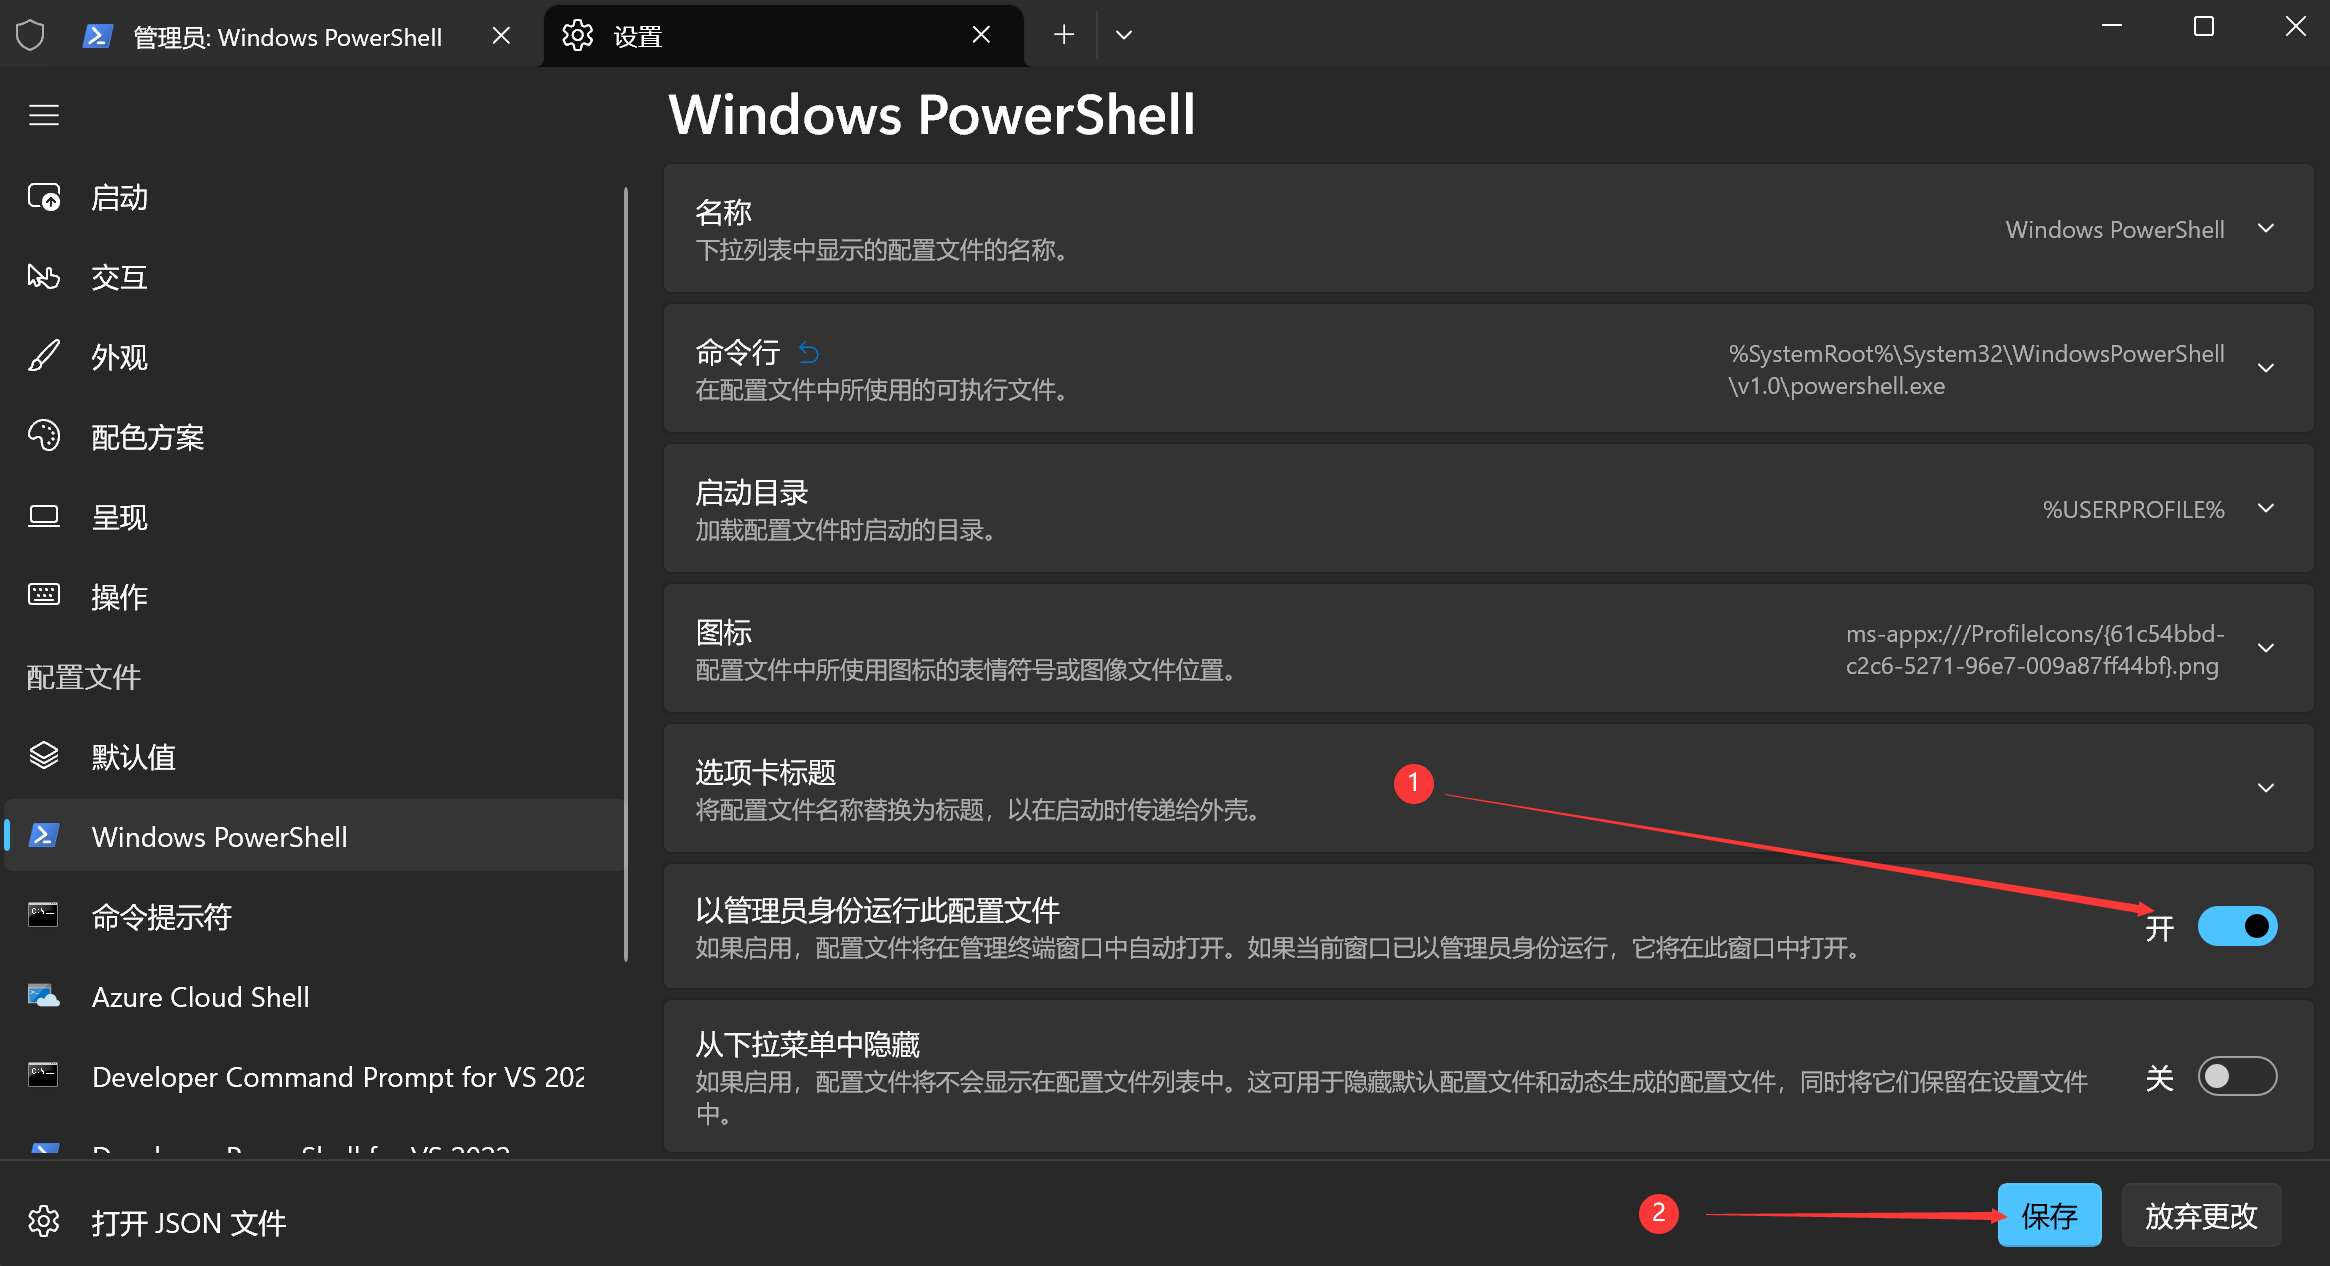 管理员: Windows PowerShell
设置
Windows PowerShell
启动
交互
外观
配色方案
呈现
操作
配置文件
默认值
Windows PowerShell
命令提示符
Azure Cloud Shell
Developer Command Prompt for VS 202
Developer PowerShell for VS 2022
打开 JSON 文件
名称
下拉列表中显示的配置文件的名称。
Windows PowerShell
命令行
在配置文件中所使用的可执行文件。
%SystemRoot%\System32\WindowsPowerShell
\v1.0\powershell.exe
启动目录
加载配置文件时启动的目录。
%USERPROFILE%
图标
配置文件中所使用图标的表情符号或图像文件位置。
ms-appx:///ProfileIcons/{61c54bbd-
c2c6-5271-96e7-009a87ff44bf}.png
选项卡标题
将配置文件名称替换为标题，以在启动时传递给外壳。
1
以管理员身份运行此配置文件
如果启用，配置文件将在管理终端窗口中自动打开。如果当前窗口已以管理员身份运行，它将在此窗口中打开。
开
从下拉菜单中隐藏
如果启用，配置文件将不会显示在配置文件列表中。这可用于隐藏默认配置文件和动态生成的配置文件，同时将它们保留在设置文件
中。
关
2
保存
放弃更改